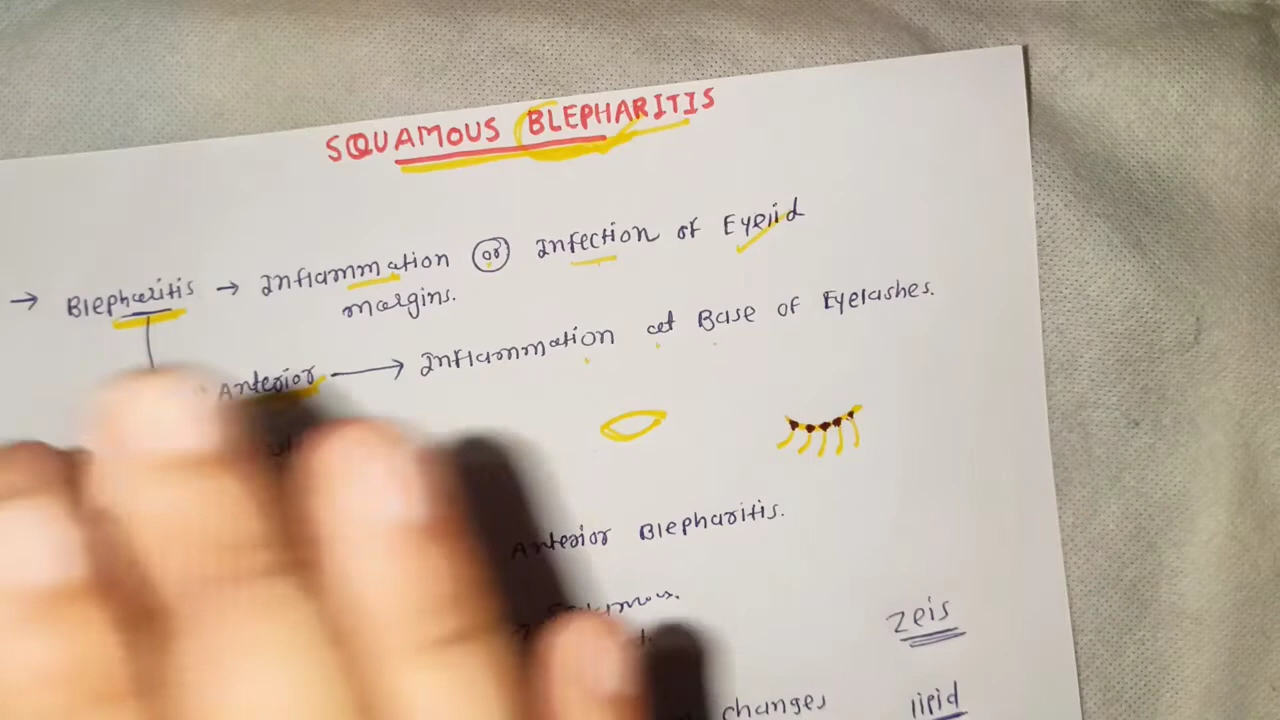 SQUAMOUS BLEPHARITIS
→ Blepharitis → Inflammation (or) Infection of Eyelid
margins.
Anterior → Inflammation at Base of Eyelashes.
Anterior Blepharitis.
zeis
changes
lipid